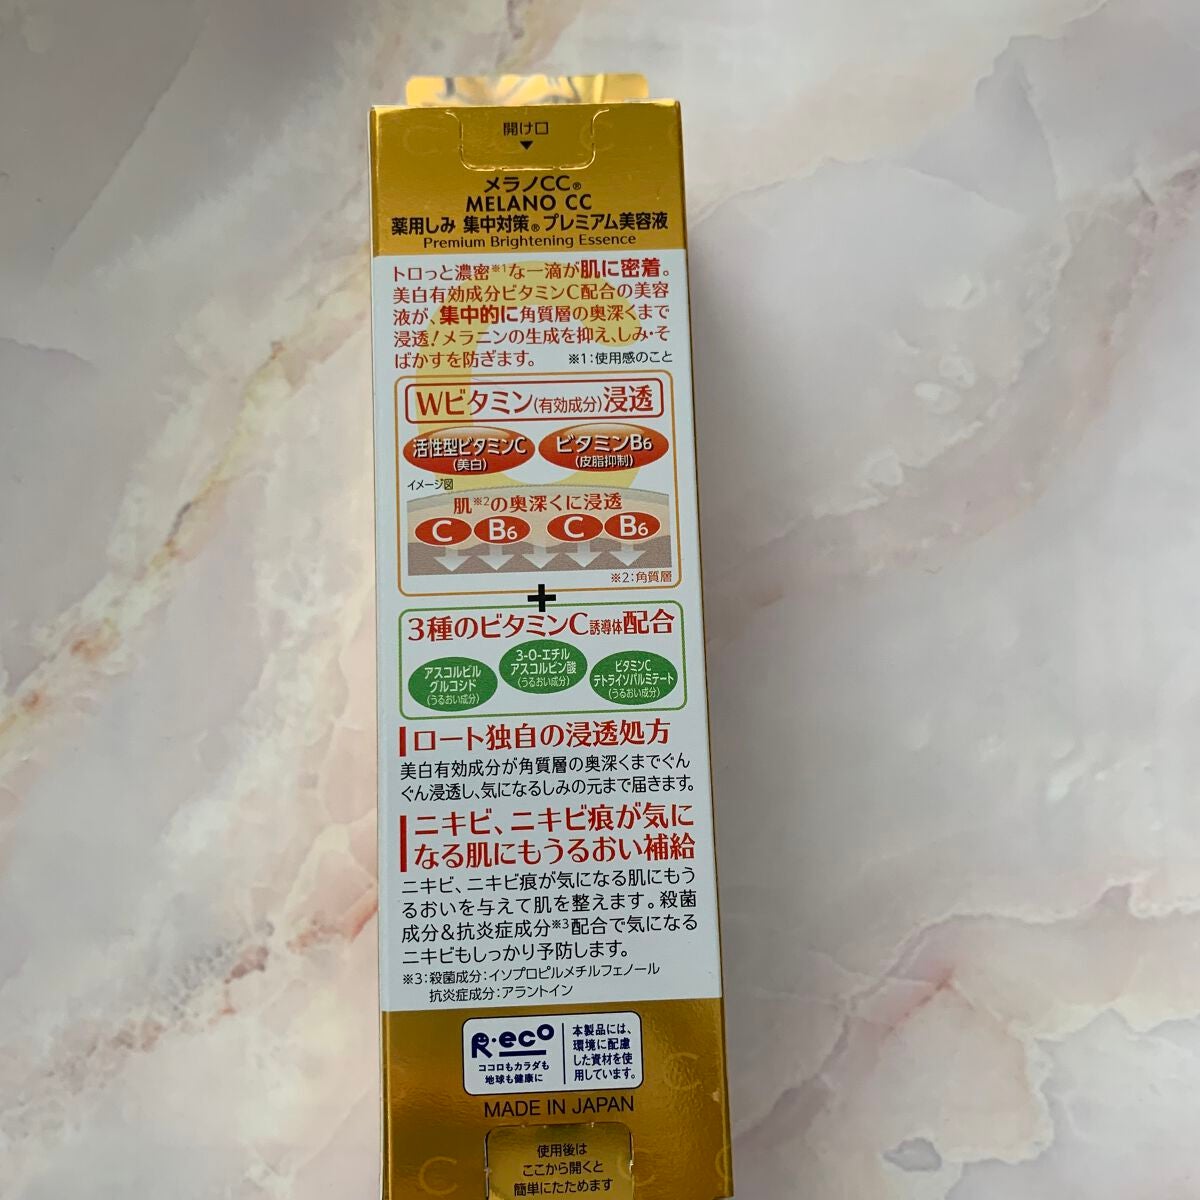 開け口
▼
メラノCC®
MELANO CC
薬用しみ 集中対策®プレミアム美容液
Premium Brightening Essence
トロっと濃密※1な一滴が肌に密着。
美白有効成分ビタミンC配合の美容
液が、集中的に角質層の奥深くまで
浸透!メラニンの生成を抑え、しみ・そ
ばかすを防ぎます。 ※1:使用感のこと
Wビタミン(有効成分)浸透
活性型ビタミンC
(美白)
ビタミンB6
(皮脂抑制)
イメージ図
肌※2の奥深くに浸透
C B6 C B6
※2:角質層
+
3種のビタミンC誘導体配合
アスコルビル
グルコシド
(うるおい成分)
3-O-エチル
アスコルビン酸
(うるおい成分)
ビタミンC
テトライソパルミテート
(うるおい成分)
ロート独自の浸透処方
美白有効成分が角質層の奥深くまでぐん
ぐん浸透し、気になるしみの元まで届きます。
ニキビ、ニキビ痕が気に
なる肌にもうるおい補給
ニキビ、ニキビ痕が気になる肌にもう
るおいを与えて肌を整えます。殺菌
成分&抗炎症成分※3配合で気になる
ニキビもしっかり予防します。
※3:殺菌成分:イソプロピルメチルフェノール
抗炎症成分:アラントイン
R・eco
ココロもカラダも
地球も健康に
本製品には、
環境に配慮
した資材を使
用しています。
MADE IN JAPAN
使用後は
ここから開くと
簡単にたためます